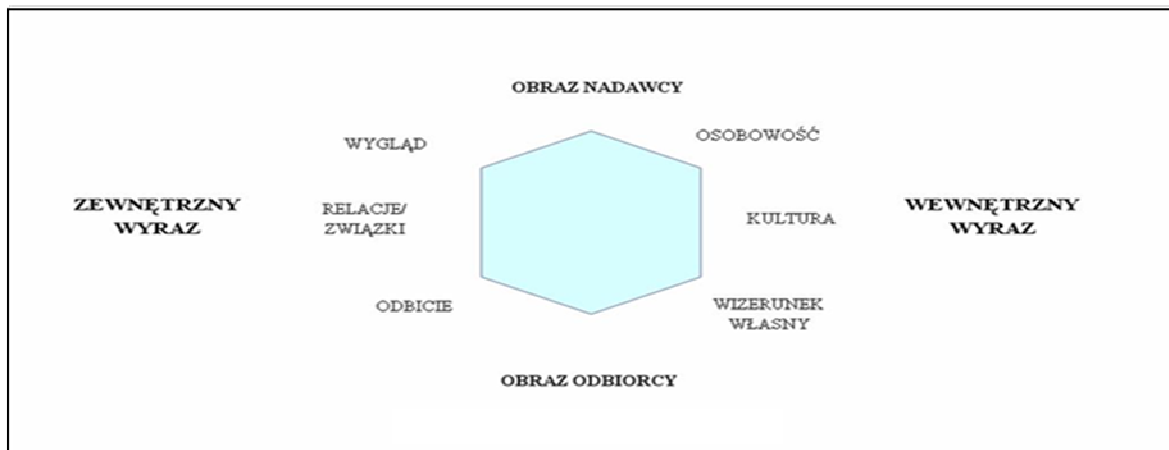 OBRAZ NADAWCY
WYGLĄD
OSOBOWOŚĆ
ZEWNĘTRZNY
WYRAZ
RELACJE/
ZWIĄZKI
KULTURA
WEWNĘTRZNY
WYRAZ
ODBICIE
WIZERUNEK
WŁASNY
OBRAZ ODBIORCY